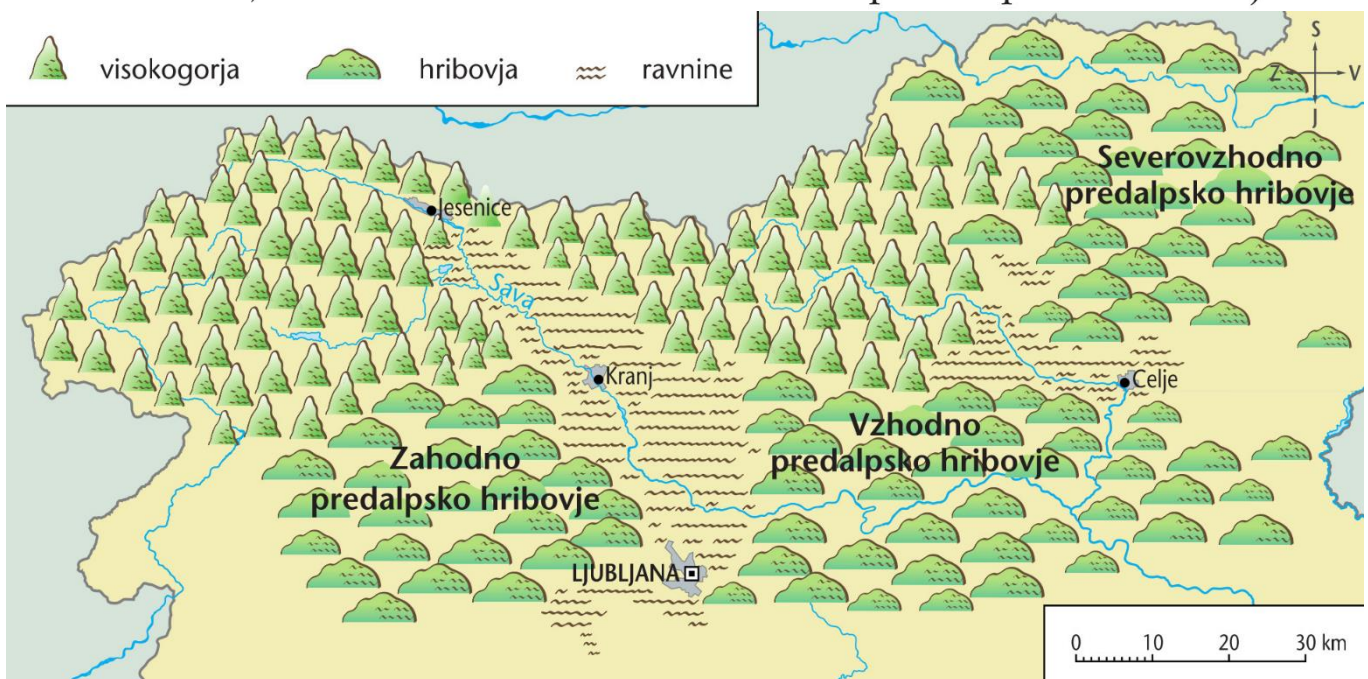 visokogorja
hribovja
ravnine
S
Z
V
J
Severovzhodno
predalpsko hribovje
Jesenice
Sava
Kranj
Celje
Vzhodno
predalpsko hribovje
Zahodno
predalpsko hribovje
LJUBLJANA
0 10 20 30 km